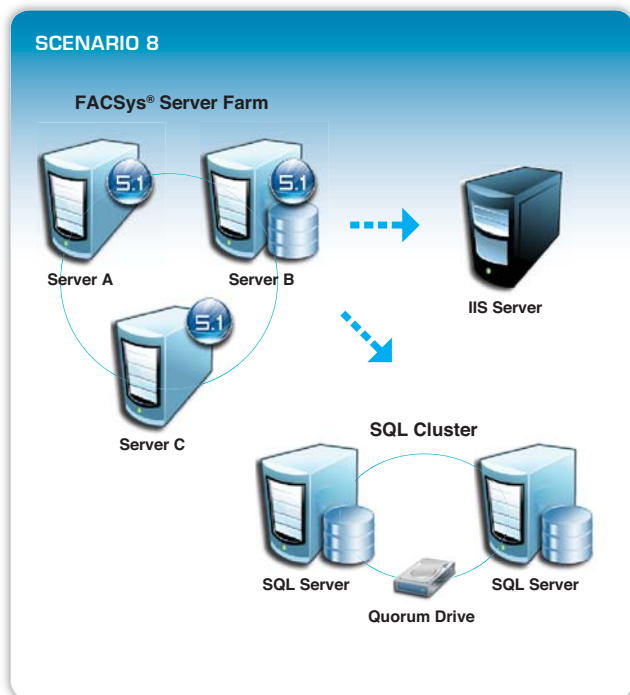 SCENARIO 8
FACSys® Server Farm
5.1
5.1
Server A
Server B
IIS Server
5.1
Server C
SQL Cluster
SQL Server
SQL Server
Quorum Drive